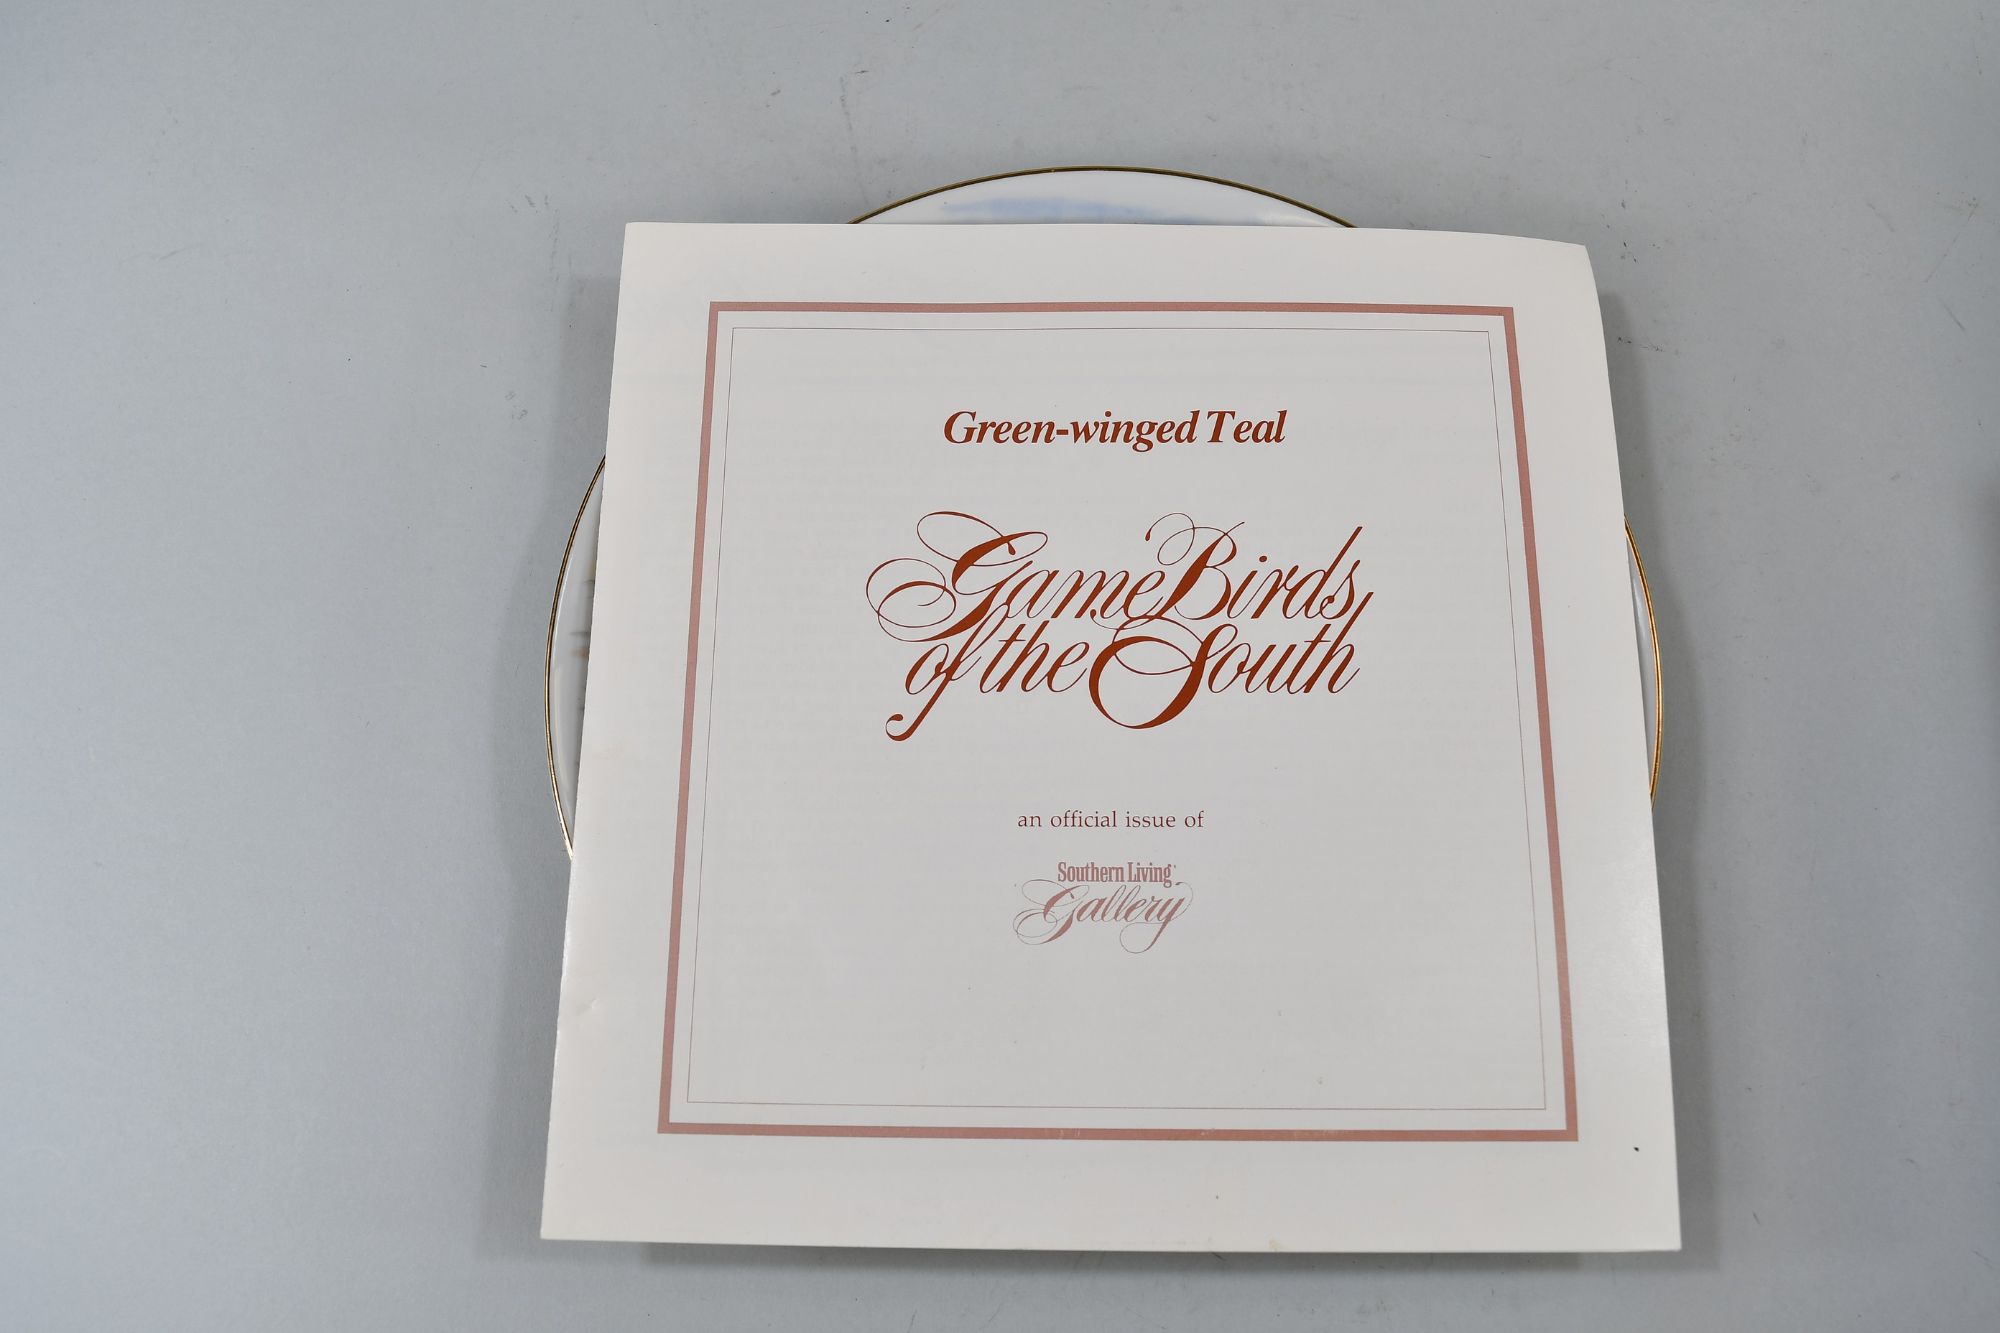 Green-winged Teal
Game Birds
of the South
an official issue of
Southern Living
Gallery